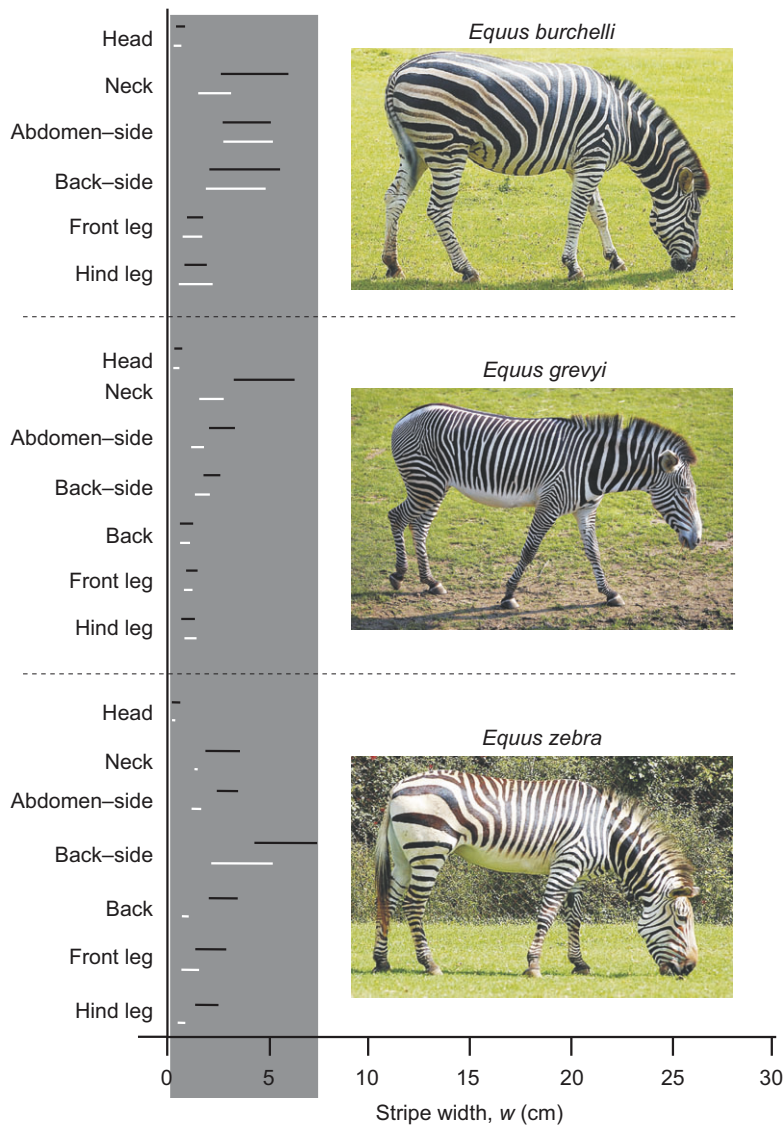 Equus burchelli
Head
Neck
Abdomen–side
Back–side
Front leg
Hind leg
Equus grevyi
Head
Neck
Abdomen–side
Back–side
Back
Front leg
Hind leg
Equus zebra
Head
Neck
Abdomen–side
Back–side
Back
Front leg
Hind leg
0 5 10 15 20 25 30
Stripe width, w (cm)